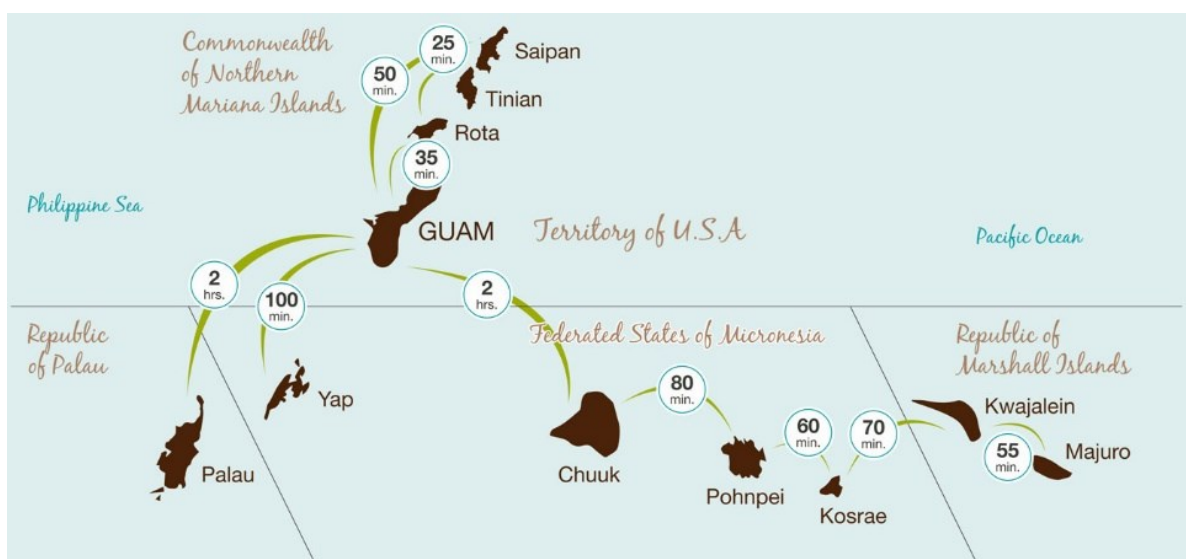 Commonwealth
of Northern
Mariana Islands
25
min.
Saipan
50
min.
Tinian
Rota
35
min.
Philippine Sea
GUAM
Territory of U.S.A
Pacific Ocean
2
hrs.
100
min.
2
hrs.
Republic
of Palau
Federated States of Micronesia
Republic of
Marshall Islands
Yap
80
min.
Kwajalein
60
min.
70
min.
55
min.
Majuro
Palau
Chuuk
Pohnpei
Kosrae